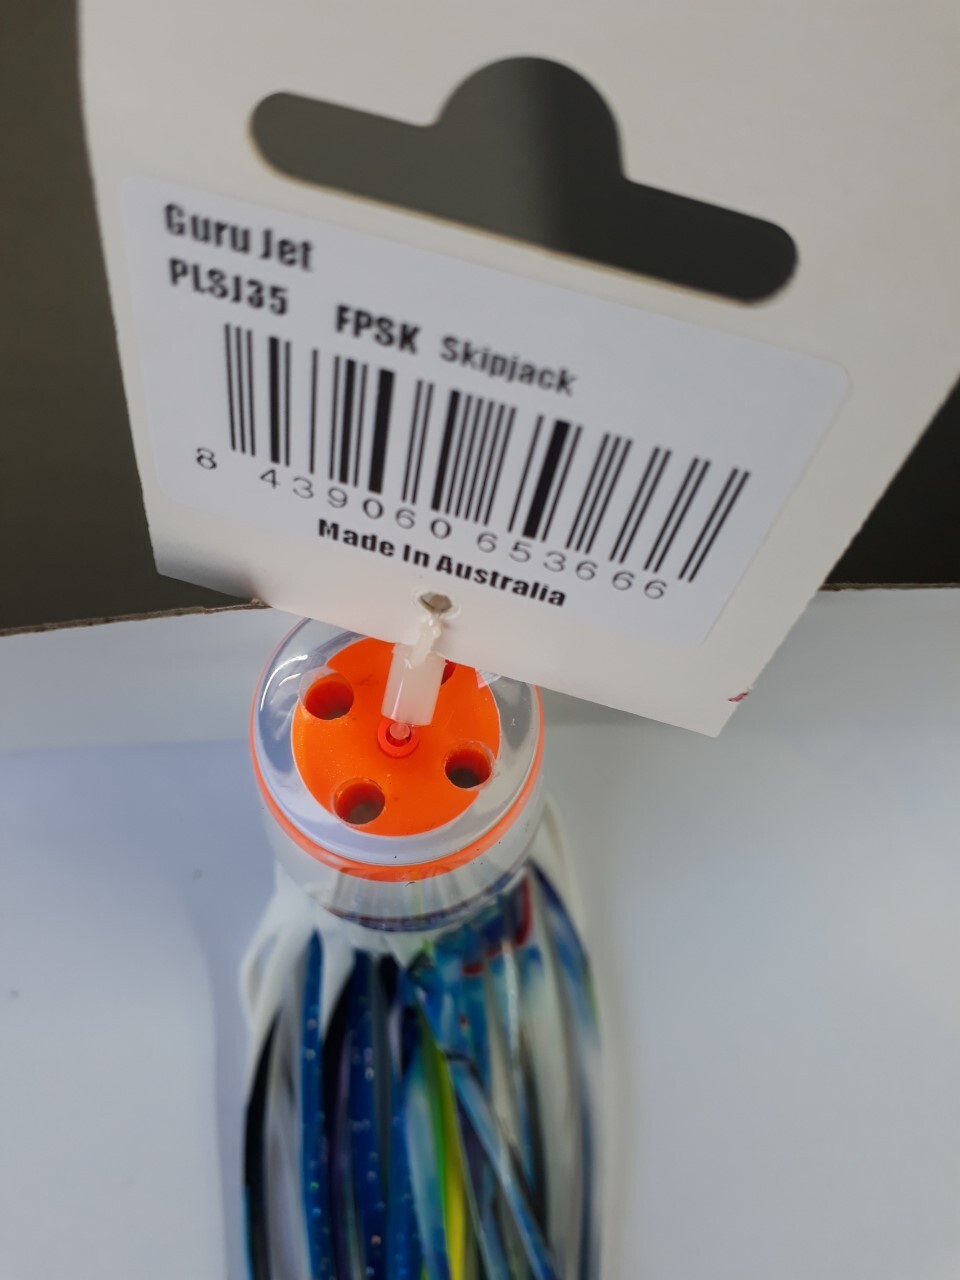 Guru Jet
PLSJ35 FPSK Skipjack
8 439060 653666
Made In Australia